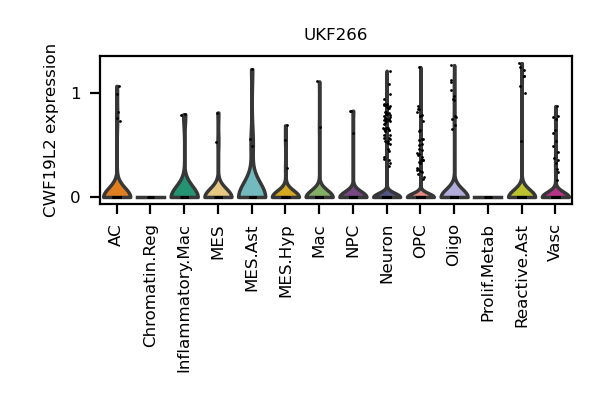 UKF266
CWF19L2 expression
1
0
AC
Chromatin.Reg
Inflammatory.Mac
MES
MES.Ast
MES.Hyp
Mac
NPC
Neuron
OPC
Oligo
Prolif.Metab
Reactive.Ast
Vasc